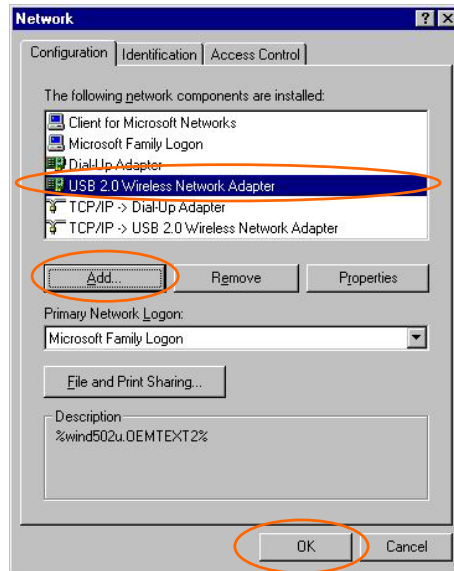 Network
Configuration Identification Access Control
The following network components are installed:
Client for Microsoft Networks
Microsoft Family Logon
Dial-Up Adapter
USB 2.0 Wireless Network Adapter
TCP/IP -> Dial-Up Adapter
TCP/IP -> USB 2.0 Wireless Network Adapter
Add... Remove Properties
Primary Network Logon:
Microsoft Family Logon
File and Print Sharing...
Description
%wind502u.OEMTEXT2%
OK Cancel